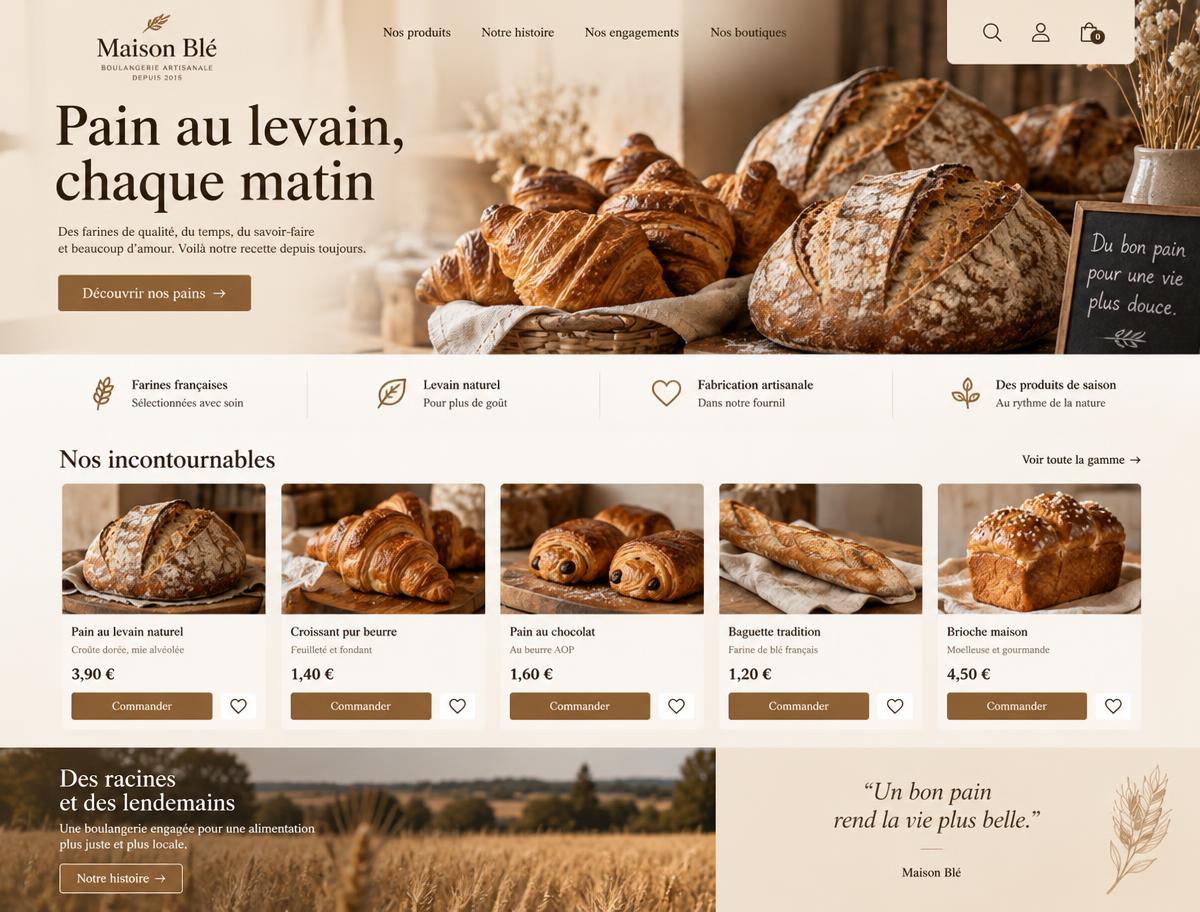 Maison Blé
BOULANGERIE ARTISANALE
DEPUIS 2015
Nos produits
Notre histoire
Nos engagements
Nos boutiques
0
Pain au levain,
chaque matin
Des farines de qualité, du temps, du savoir-faire
et beaucoup d'amour. Voilà notre recette depuis toujours.
Découvrir nos pains →
Du bon pain
pour une vie
plus douce.
Farines françaises
Sélectionnées avec soin
Levain naturel
Pour plus de goût
Fabrication artisanale
Dans notre fournil
Des produits de saison
Au rythme de la nature
Nos incontournables
Voir toute la gamme →
Pain au levain naturel
Croûte dorée, mie alvéolée
3,90 €
Commander
Croissant pur beurre
Feuilleté et fondant
1,40 €
Commander
Pain au chocolat
Au beurre AOP
1,60 €
Commander
Baguette tradition
Farine de blé français
1,20 €
Commander
Brioche maison
Moelleuse et gourmande
4,50 €
Commander
Des racines
et des lendemains
Une boulangerie engagée pour une alimentation
plus juste et plus locale.
Notre histoire →
“Un bon pain
rend la vie plus belle.”
Maison Blé